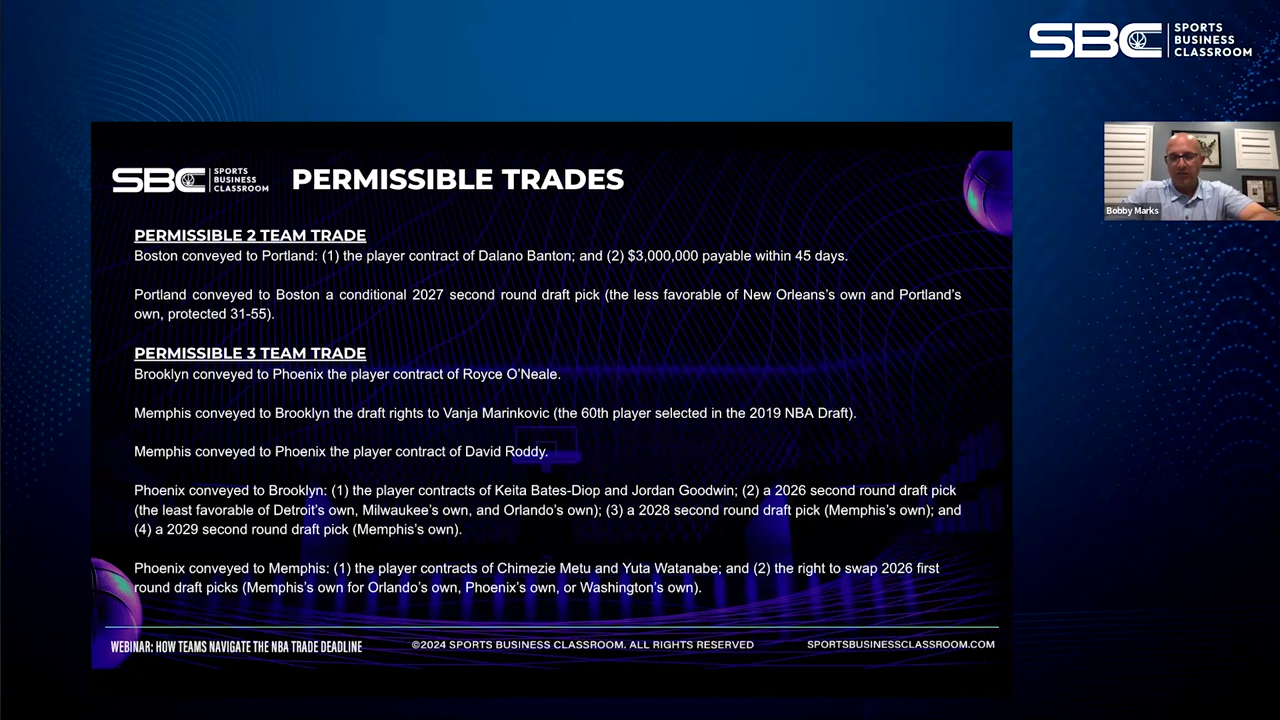 SBC SPORTS
BUSINESS
CLASSROOM
SBC SPORTS
BUSINESS
CLASSROOM
PERMISSIBLE TRADES
Bobby Marks
PERMISSIBLE 2 TEAM TRADE
Boston conveyed to Portland: (1) the player contract of Dalano Banton; and (2) $3,000,000 payable within 45 days.
Portland conveyed to Boston a conditional 2027 second round draft pick (the less favorable of New Orleans's own and Portland's
own, protected 31-55).
PERMISSIBLE 3 TEAM TRADE
Brooklyn conveyed to Phoenix the player contract of Royce O'Neale.
Memphis conveyed to Brooklyn the draft rights to Vanja Marinkovic (the 60th player selected in the 2019 NBA Draft).
Memphis conveyed to Phoenix the player contract of David Roddy.
Phoenix conveyed to Brooklyn: (1) the player contracts of Keita Bates-Diop and Jordan Goodwin; (2) a 2026 second round draft pick
(the least favorable of Detroit's own, Milwaukee's own, and Orlando's own); (3) a 2028 second round draft pick (Memphis's own); and
(4) a 2029 second round draft pick (Memphis's own).
Phoenix conveyed to Memphis: (1) the player contracts of Chimezie Metu and Yuta Watanabe; and (2) the right to swap 2026 first
round draft picks (Memphis's own for Orlando's own, Phoenix's own, or Washington's own).
WEBINAR: HOW TEAMS NAVIGATE THE NBA TRADE DEADLINE
©2024 SPORTS BUSINESS CLASSROOM. ALL RIGHTS RESERVED
SPORTSBUSINESSCLASSROOM.COM